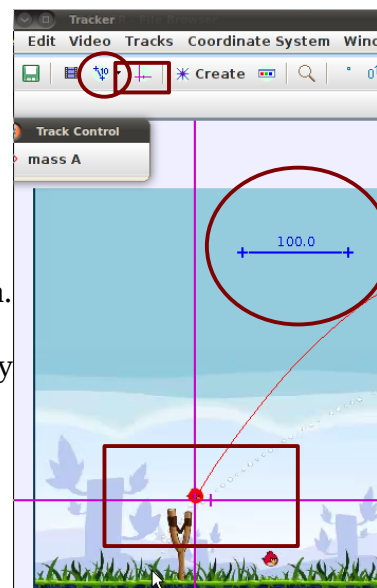 Tracker
Edit Video Tracks Coordinate System
Create
Track Control
mass A
100.0